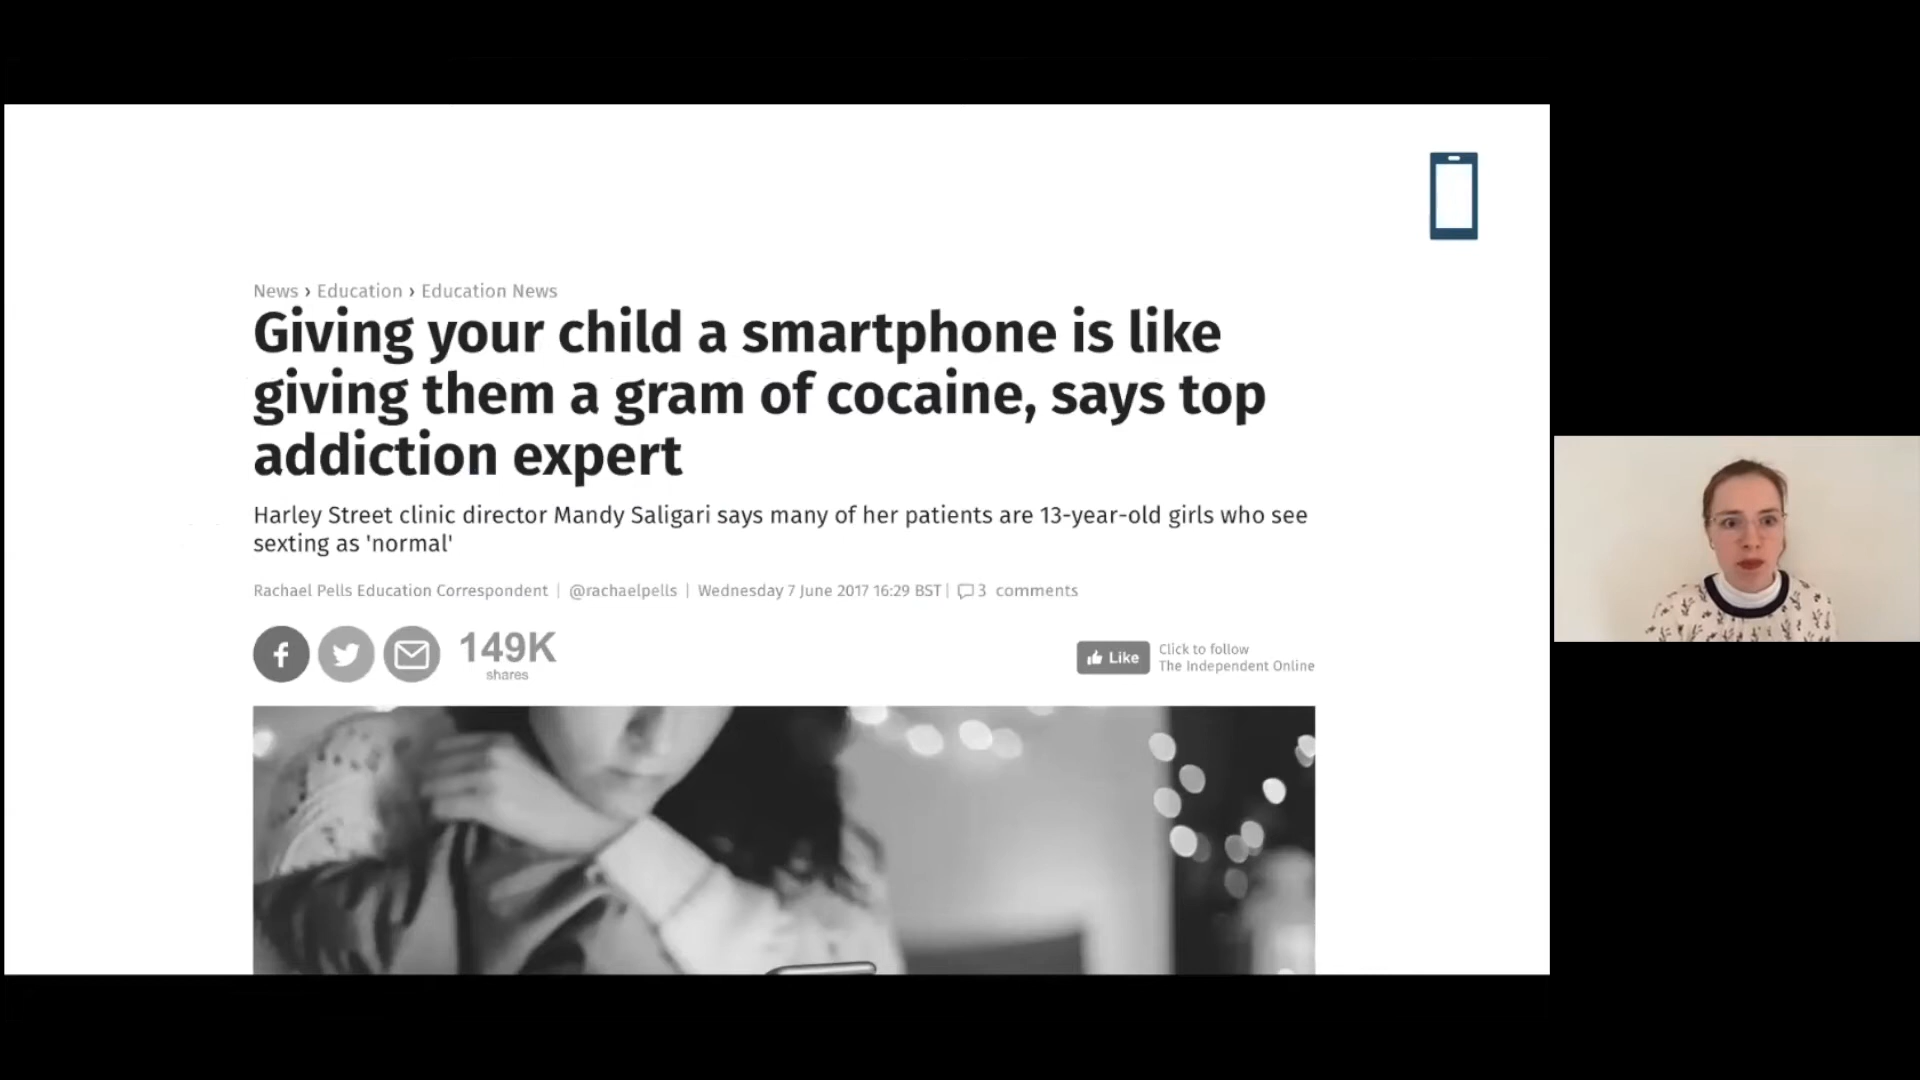 News › Education › Education News
Giving your child a smartphone is like
giving them a gram of cocaine, says top
addiction expert
Harley Street clinic director Mandy Saligari says many of her patients are 13-year-old girls who see
sexting as 'normal'
Rachael Pells Education Correspondent | @rachaelpells | Wednesday 7 June 2017 16:29 BST | 3 comments
149K
shares
Like
Click to follow
The Independent Online